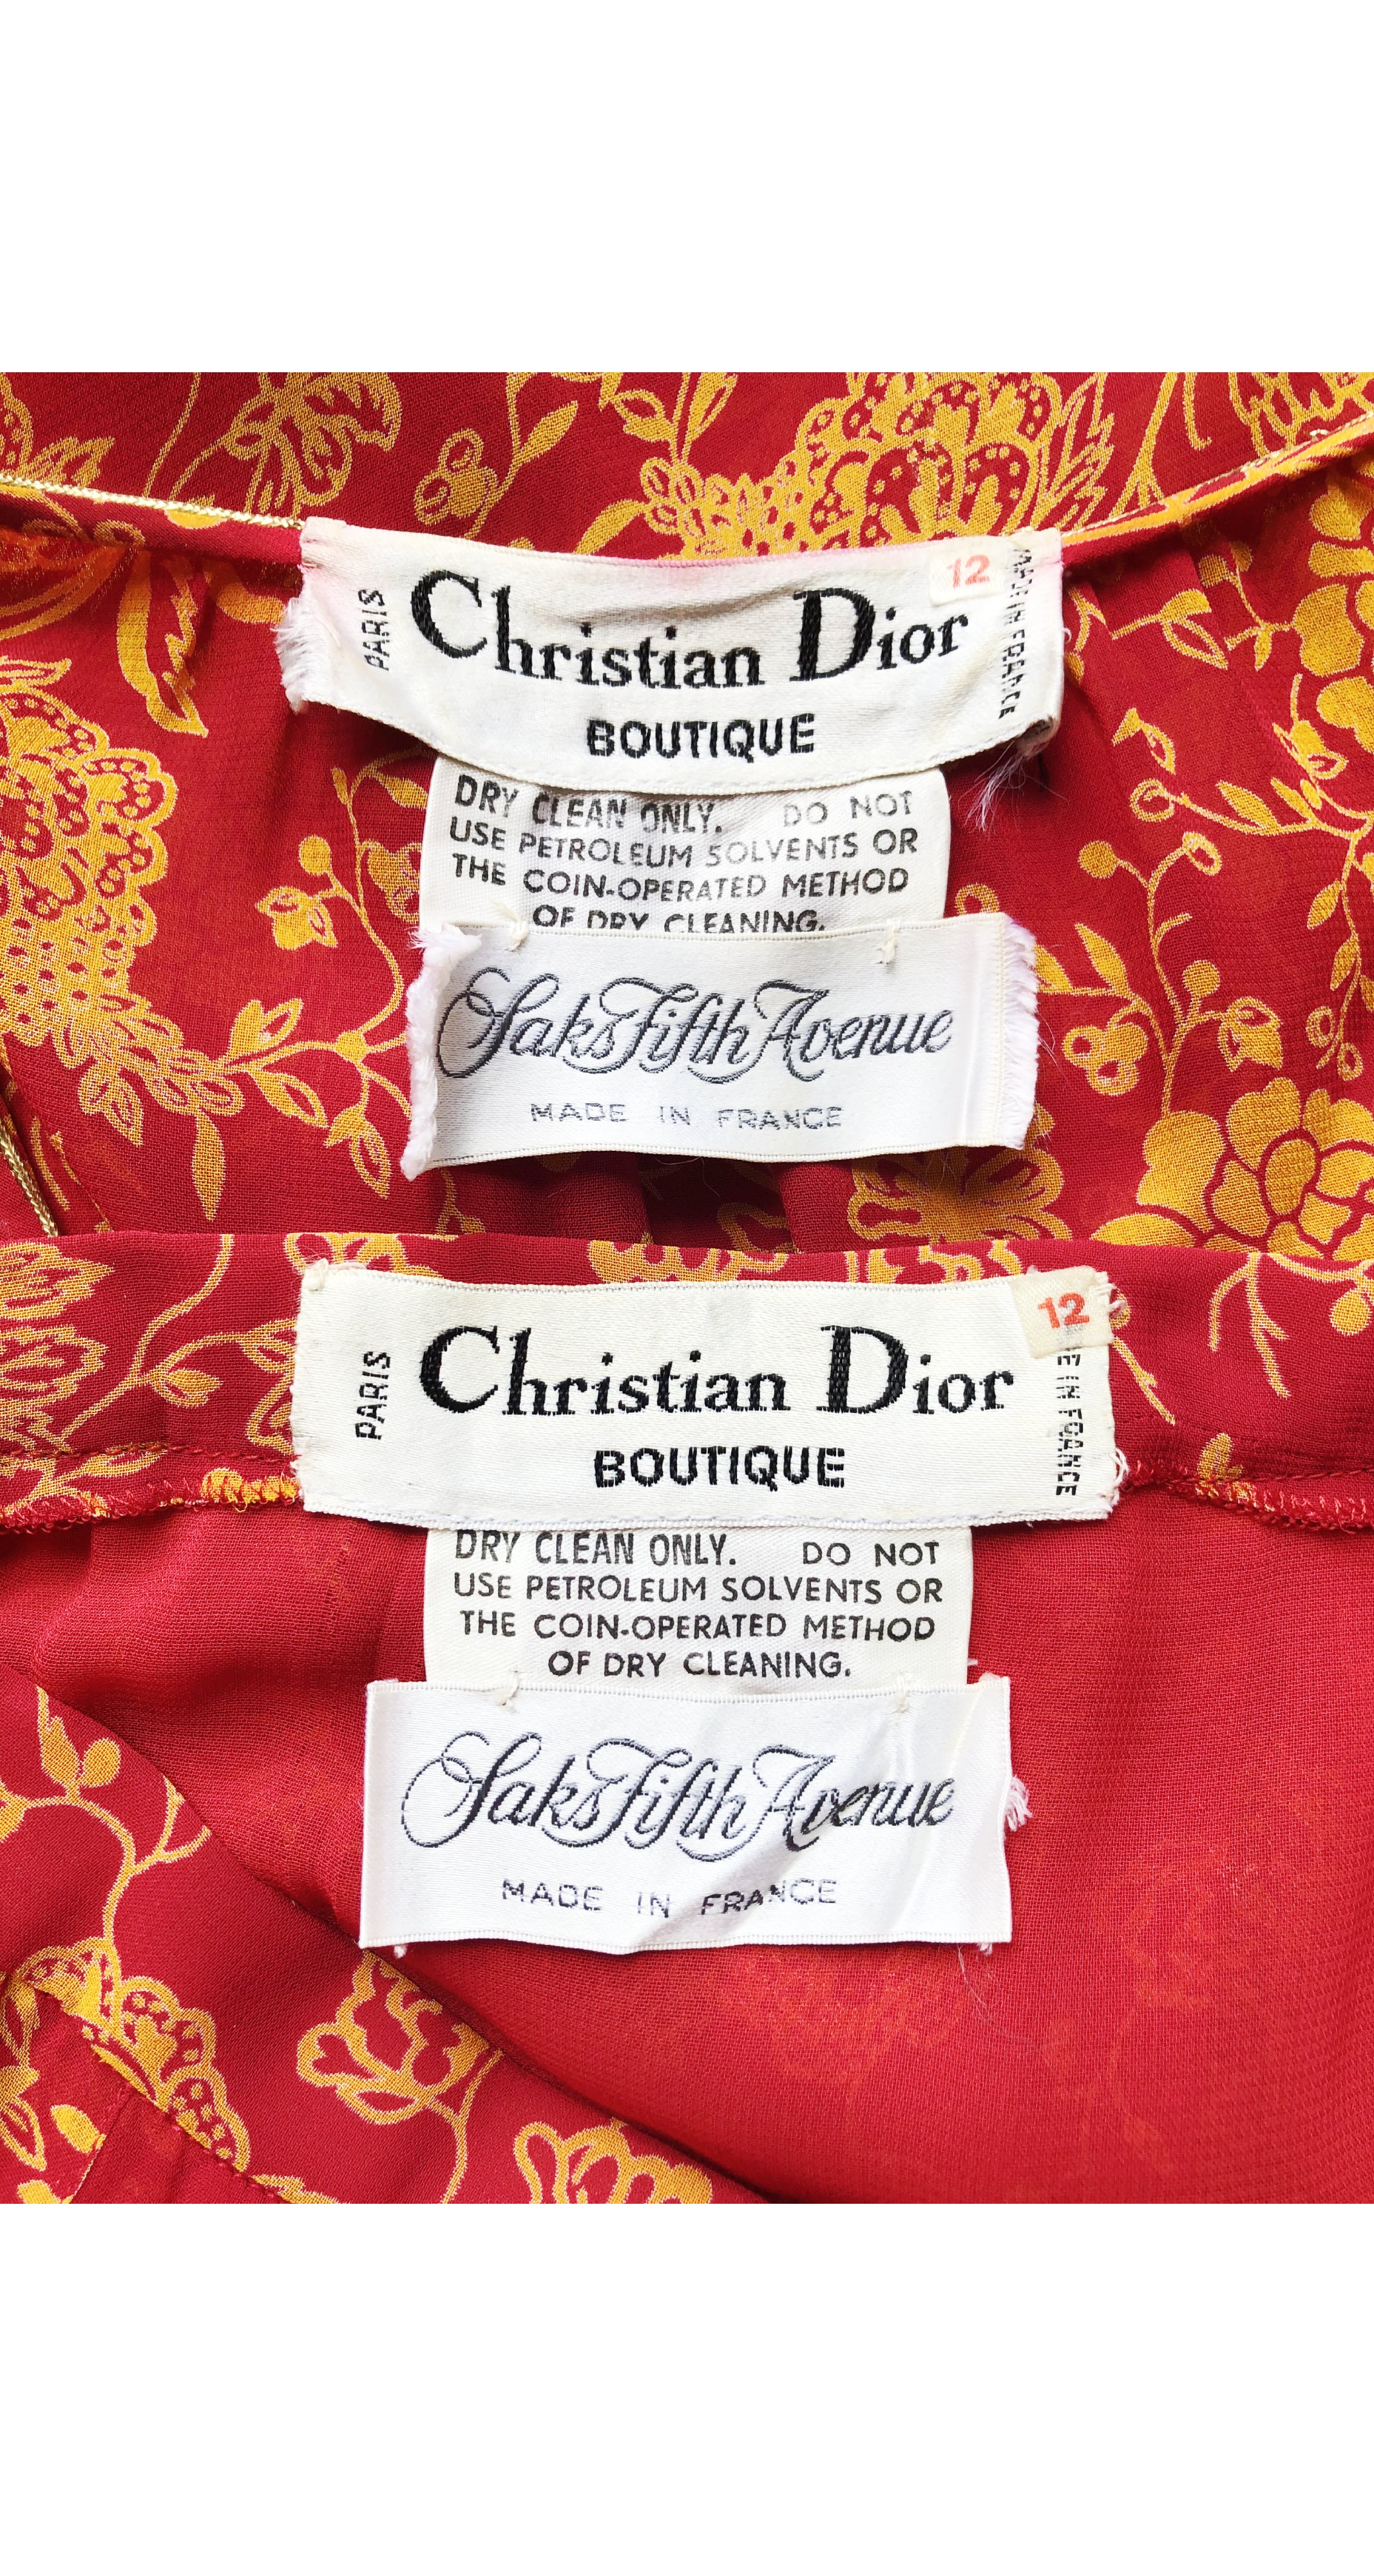 12
PARIS
Christian Dior
MADE IN FRANCE
BOUTIQUE
DRY CLEAN ONLY. DO NOT
USE PETROLEUM SOLVENTS OR
THE COIN-OPERATED METHOD
OF DRY CLEANING.
Saks Fifth Avenue
MADE IN FRANCE
12
PARIS
Christian Dior
E IN FRANCE
BOUTIQUE
DRY CLEAN ONLY. DO NOT
USE PETROLEUM SOLVENTS OR
THE COIN-OPERATED METHOD
OF DRY CLEANING.
Saks Fifth Avenue
MADE IN FRANCE